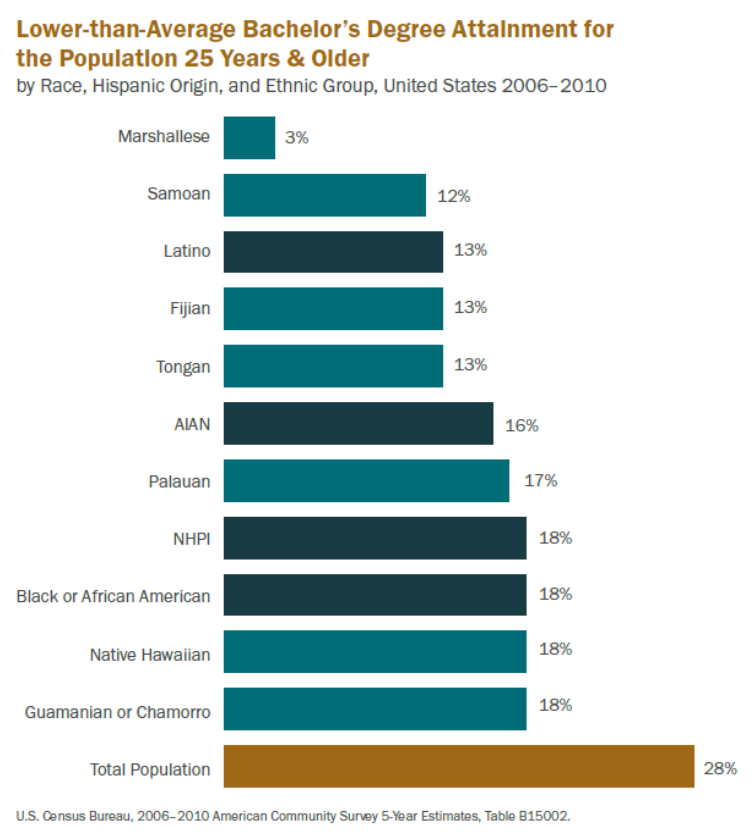 Lower-than-Average Bachelor's Degree Attainment for
the Population 25 Years & Older
by Race, Hispanic Origin, and Ethnic Group, United States 2006–2010
Marshallese 3%
Samoan 12%
Latino 13%
Fijian 13%
Tongan 13%
AIAN 16%
Palauan 17%
NHPI 18%
Black or African American 18%
Native Hawaiian 18%
Guamanian or Chamorro 18%
Total Population 28%
U.S. Census Bureau, 2006–2010 American Community Survey 5-Year Estimates, Table B15002.